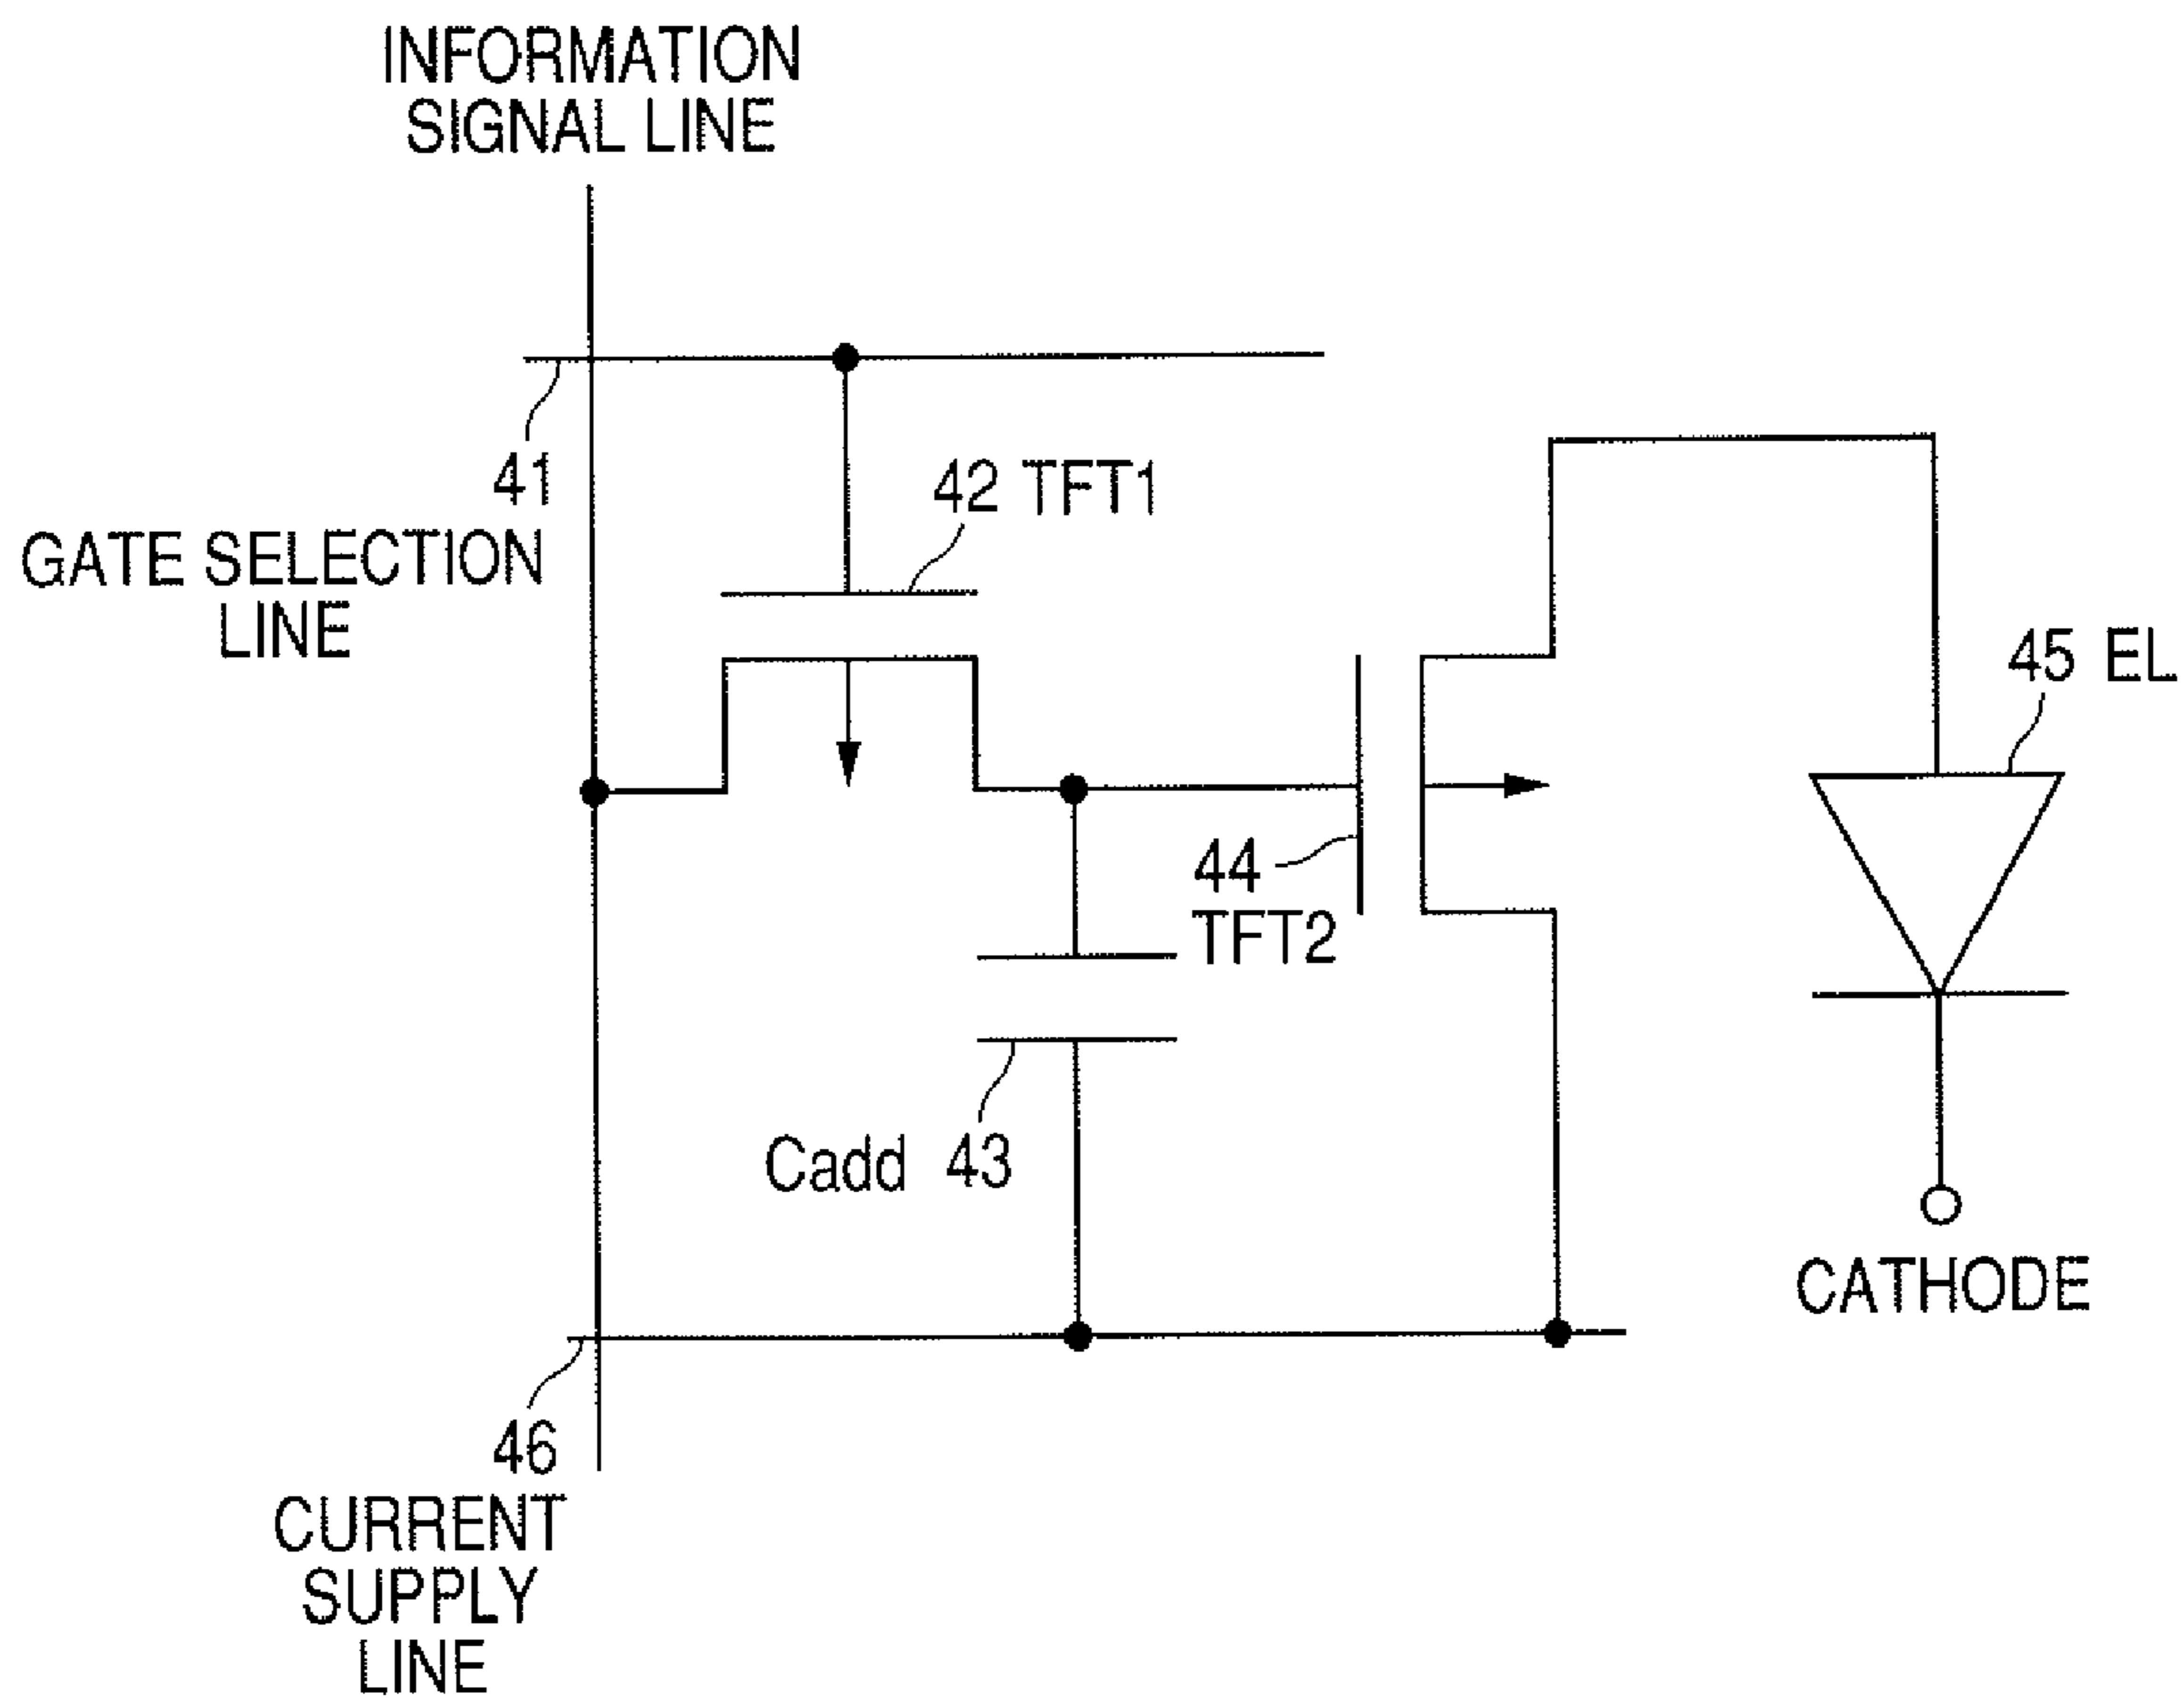 INFORMATION
SIGNAL LINE
41
GATE SELECTION
LINE
42 TFT1
45 EL
44
TFT2
Cadd 43
CATHODE
46
CURRENT
SUPPLY
LINE